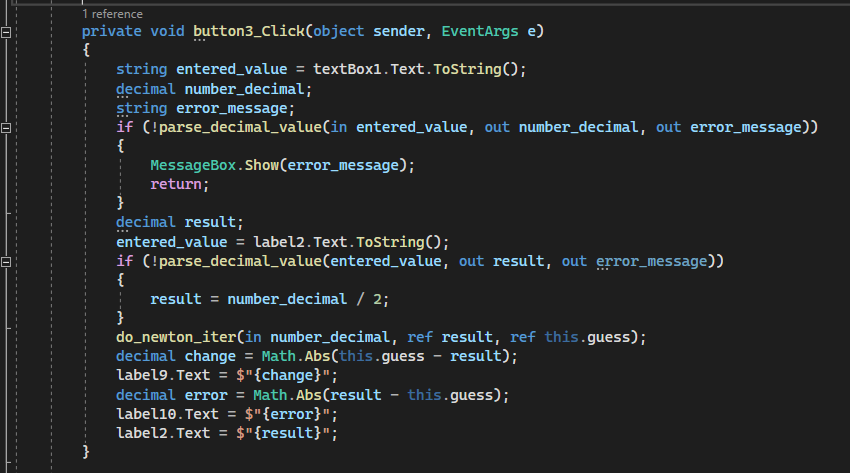 1 reference
private void button3_Click(object sender, EventArgs e)
{
string entered_value = textBox1.Text.ToString();
decimal number_decimal;
string error_message;
if (!parse_decimal_value(in entered_value, out number_decimal, out error_message))
{
MessageBox.Show(error_message);
return;
}
decimal result;
entered_value = label2.Text.ToString();
if (!parse_decimal_value(entered_value, out result, out error_message))
{
result = number_decimal / 2;
}
do_newton_iter(in number_decimal, ref result, ref this.guess);
decimal change = Math.Abs(this.guess - result);
label9.Text = $"{change}";
decimal error = Math.Abs(result - this.guess);
label10.Text = $"{error}";
label2.Text = $"{result}";
}